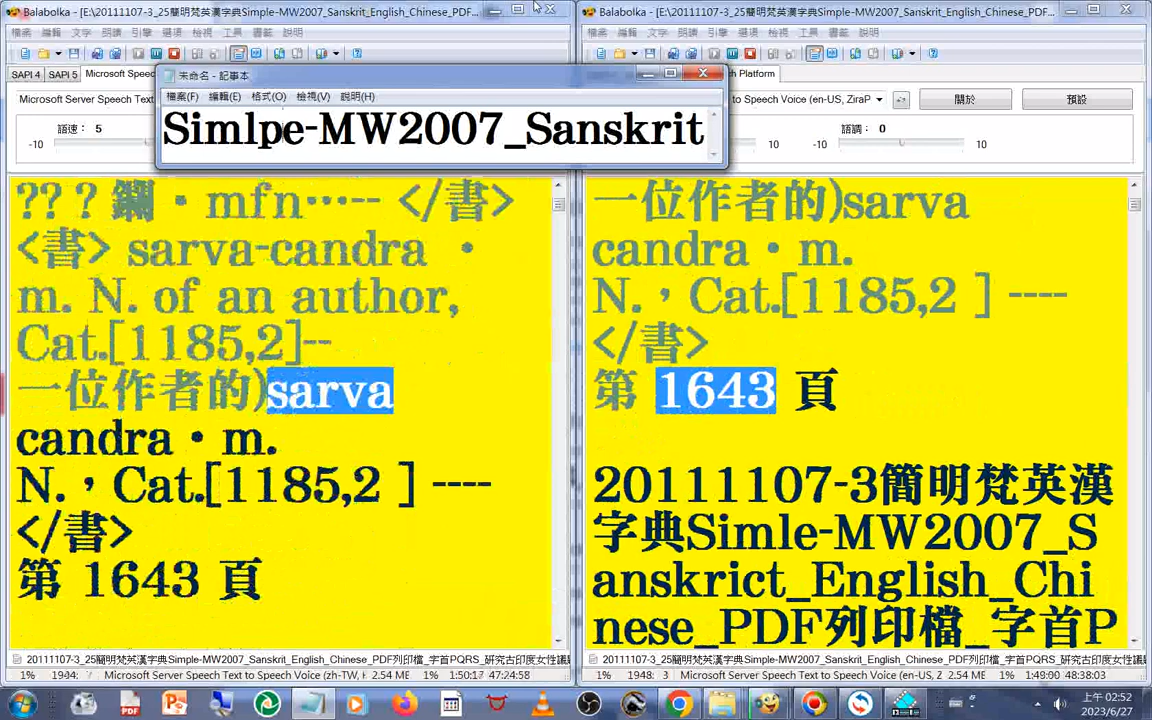 Balabolka - [E:\20111107-3_25簡明梵英漢字典Simple-MW2007_Sanskrit_English_Chinese_PDF...
檔案 編輯 文字 朗讀 引擎 選項 檢視 工具 書籤 說明
SAPI 4 SAPI 5 Microsoft Speec
Microsoft Server Speech Text
語速： 5
-10
未命名 - 記事本
檔案(F) 編輯(E) 格式(O) 檢視(V) 說明(H)
Simlpe-MW2007_Sanskrit
?? ? 鑭・mfn…-- </書>
<書> sarva-candra ・
m. N. of an author,
Cat.[1185,2]--
一位作者的)sarva
candra・m.
N.，Cat.[1185,2 ] ----
</書>
第 1643 頁
20111107-3_25簡明梵英漢字典Simple-MW2007_Sanskrit_English_Chinese_PDF列印檔_字首PQRS_研究古印度女性議
1% Microsoft Server Speech Text to Speech Voice (zh-TW, 2.54 MB 1% 1:50:17 47:24:58
Balabolka - [E:\20111107-3_25簡明梵英漢字典Simple-MW2007_Sanskrit_English_Chinese_PDF...
檔案 編輯 文字 朗讀 引擎 選項 檢視 工具 書籤 說明
h Platform
to Speech Voice (en-US, ZiraP 關於 預設
語調： 0
10 -10 10
一位作者的)sarva
candra・m.
N.，Cat.[1185,2 ] ----
</書>
第 1643 頁
20111107-3簡明梵英漢
字典Simle-MW2007_S
anskrict_English_Chi
nese_PDF列印檔_字首P
20111107-3_25簡明梵英漢字典Simple-MW2007_Sanskrit_English_Chinese_PDF列印檔_字首PQRS_研究古印度女性議
1% 1948: 3 Microsoft Server Speech Text to Speech Voice (en-US, 2.54 MB 1% 1:49:00 48:38:03
上午 02:52
2023/6/27